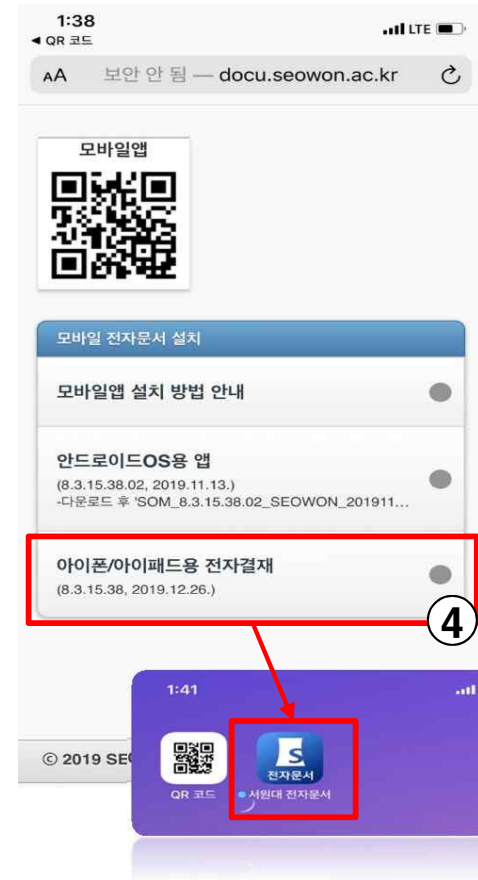 1:38
LTE
◀ QR 코드
AA 보안 안 됨 — docu.seowon.ac.kr
모바일앱
모바일 전자문서 설치
모바일앱 설치 방법 안내
안드로이드OS용 앱
(8.3.15.38.02, 2019.11.13.)
-다운로드 후 'SOM_8.3.15.38.02_SEOWON_201911...
아이폰/아이패드용 전자결재
(8.3.15.38, 2019.12.26.)
④
1:41
S
전자문서
QR 코드
서원대 전자문서
© 2019 SE